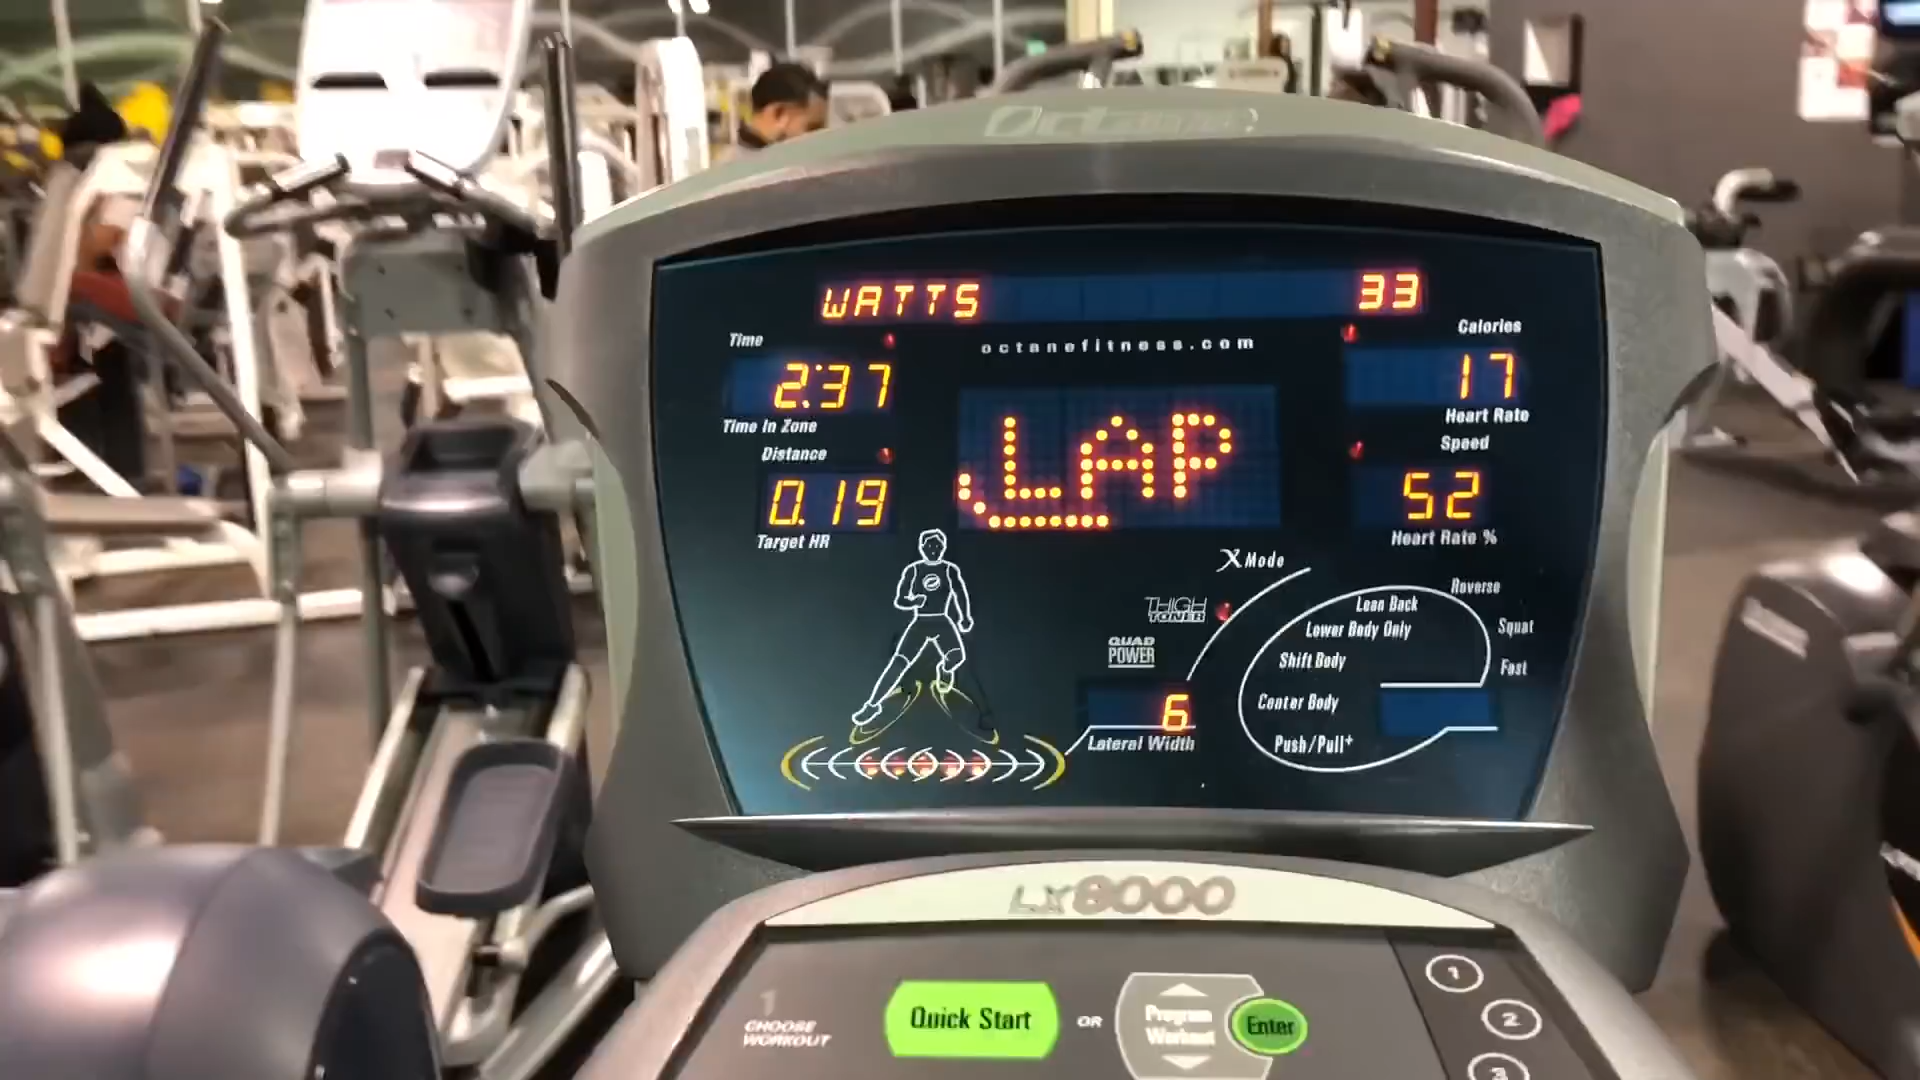 Octane
WATTS 33
Time
Calories
octanefitness.com
2:37
17
Time In Zone
Heart Rate
Distance
Speed
LAP
0.19
52
Target HR
Heart Rate %
X Mode
Reverse
THIGH
TONER
Lean Back
Lower Body Only
Squat
QUAD
POWER
Shift Body
Fast
6
Center Body
Lateral Width
Push/Pull+
LX8000
1
CHOOSE
WORKOUT
Quick Start
OR
Program
Workout
Enter
1
2
3